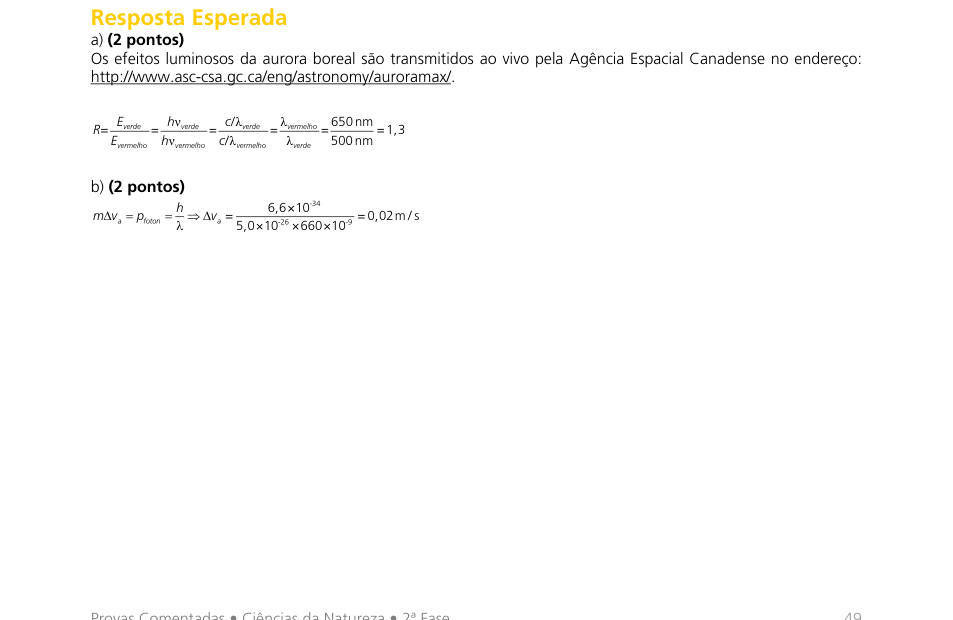 Resposta Esperada
a) (2 pontos)
Os efeitos luminosos da aurora boreal são transmitidos ao vivo pela Agência Espacial Canadense no endereço:
http://www.asc-csa.gc.ca/eng/astronomy/auroramax/.
R = E_verde / E_vermelho = hν_verde / hν_vermelho = (c/λ_verde) / (c/λ_vermelho) = λ_vermelho / λ_verde = 650 nm / 500 nm = 1,3
b) (2 pontos)
mΔv_a = p_foton = h / λ ⇒ Δv_a = 6,6×10^-34 / (5,0×10^-26 ×660×10^-9) = 0,02 m / s
Provas Comentadas • Ciências da Natureza • 2ª Fase 49